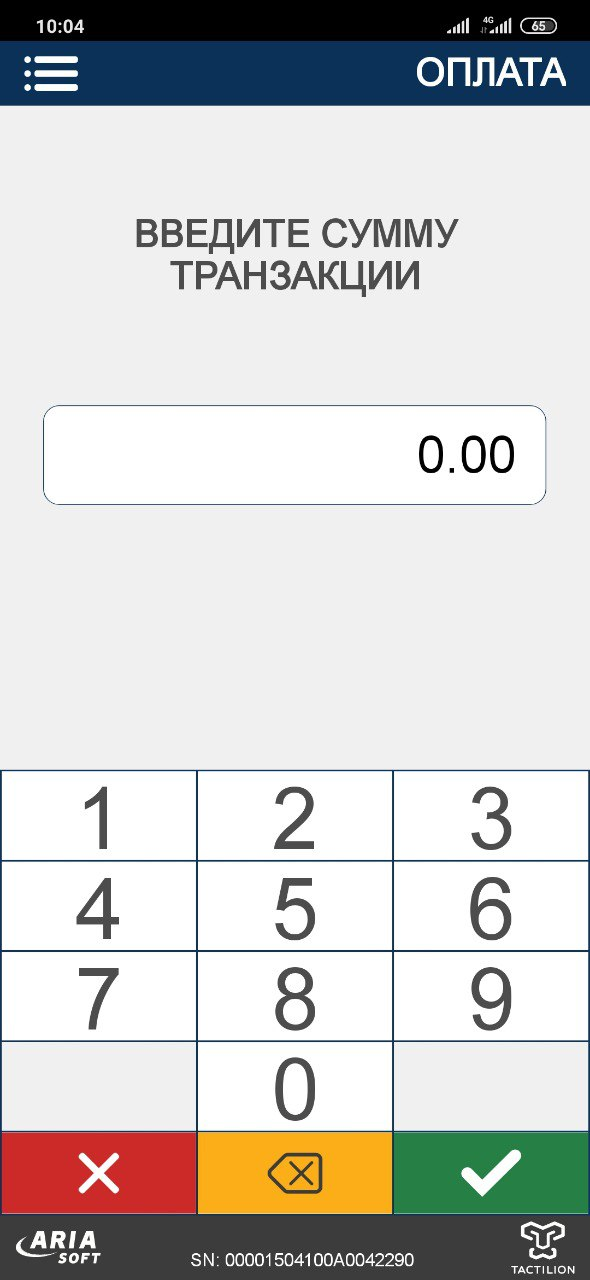 10:04
4G
65
ОПЛАТА
ВВЕДИТЕ СУММУ
ТРАНЗАКЦИИ
0.00
1 2 3
4 5 6
7 8 9
0
ARIA
SOFT
SN: 00001504100A0042290
TACTILION